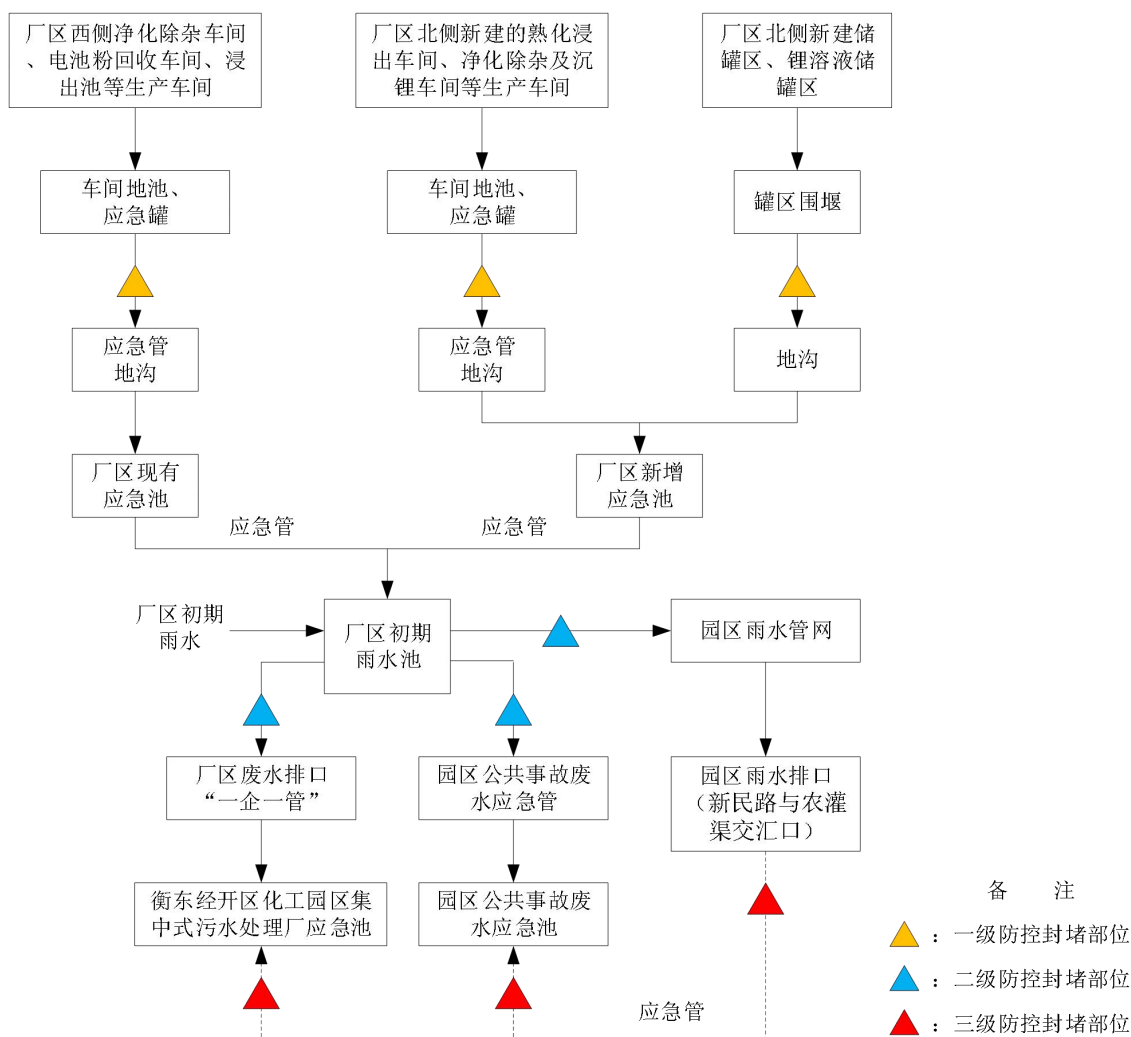 厂区西侧净化除杂车间
、电池粉回收车间、浸
出池等生产车间
厂区北侧新建的熟化浸
出车间、净化除杂及沉
锂车间等生产车间
厂区北侧新建储
罐区、锂溶液储
罐区
车间地池、
应急罐
车间地池、
应急罐
罐区围堰
应急管
地沟
应急管
地沟
地沟
厂区现有
应急池
厂区新增
应急池
应急管
应急管
厂区初期
雨水
厂区初期
雨水池
园区雨水管网
厂区废水排口
“一企一管”
园区公共事故废
水应急管
园区雨水排口
（新民路与农灌
渠交汇口）
衡东经开区化工园区集
中式污水处理厂应急池
园区公共事故废
水应急池
应急管
备 注
：一级防控封堵部位
：二级防控封堵部位
：三级防控封堵部位